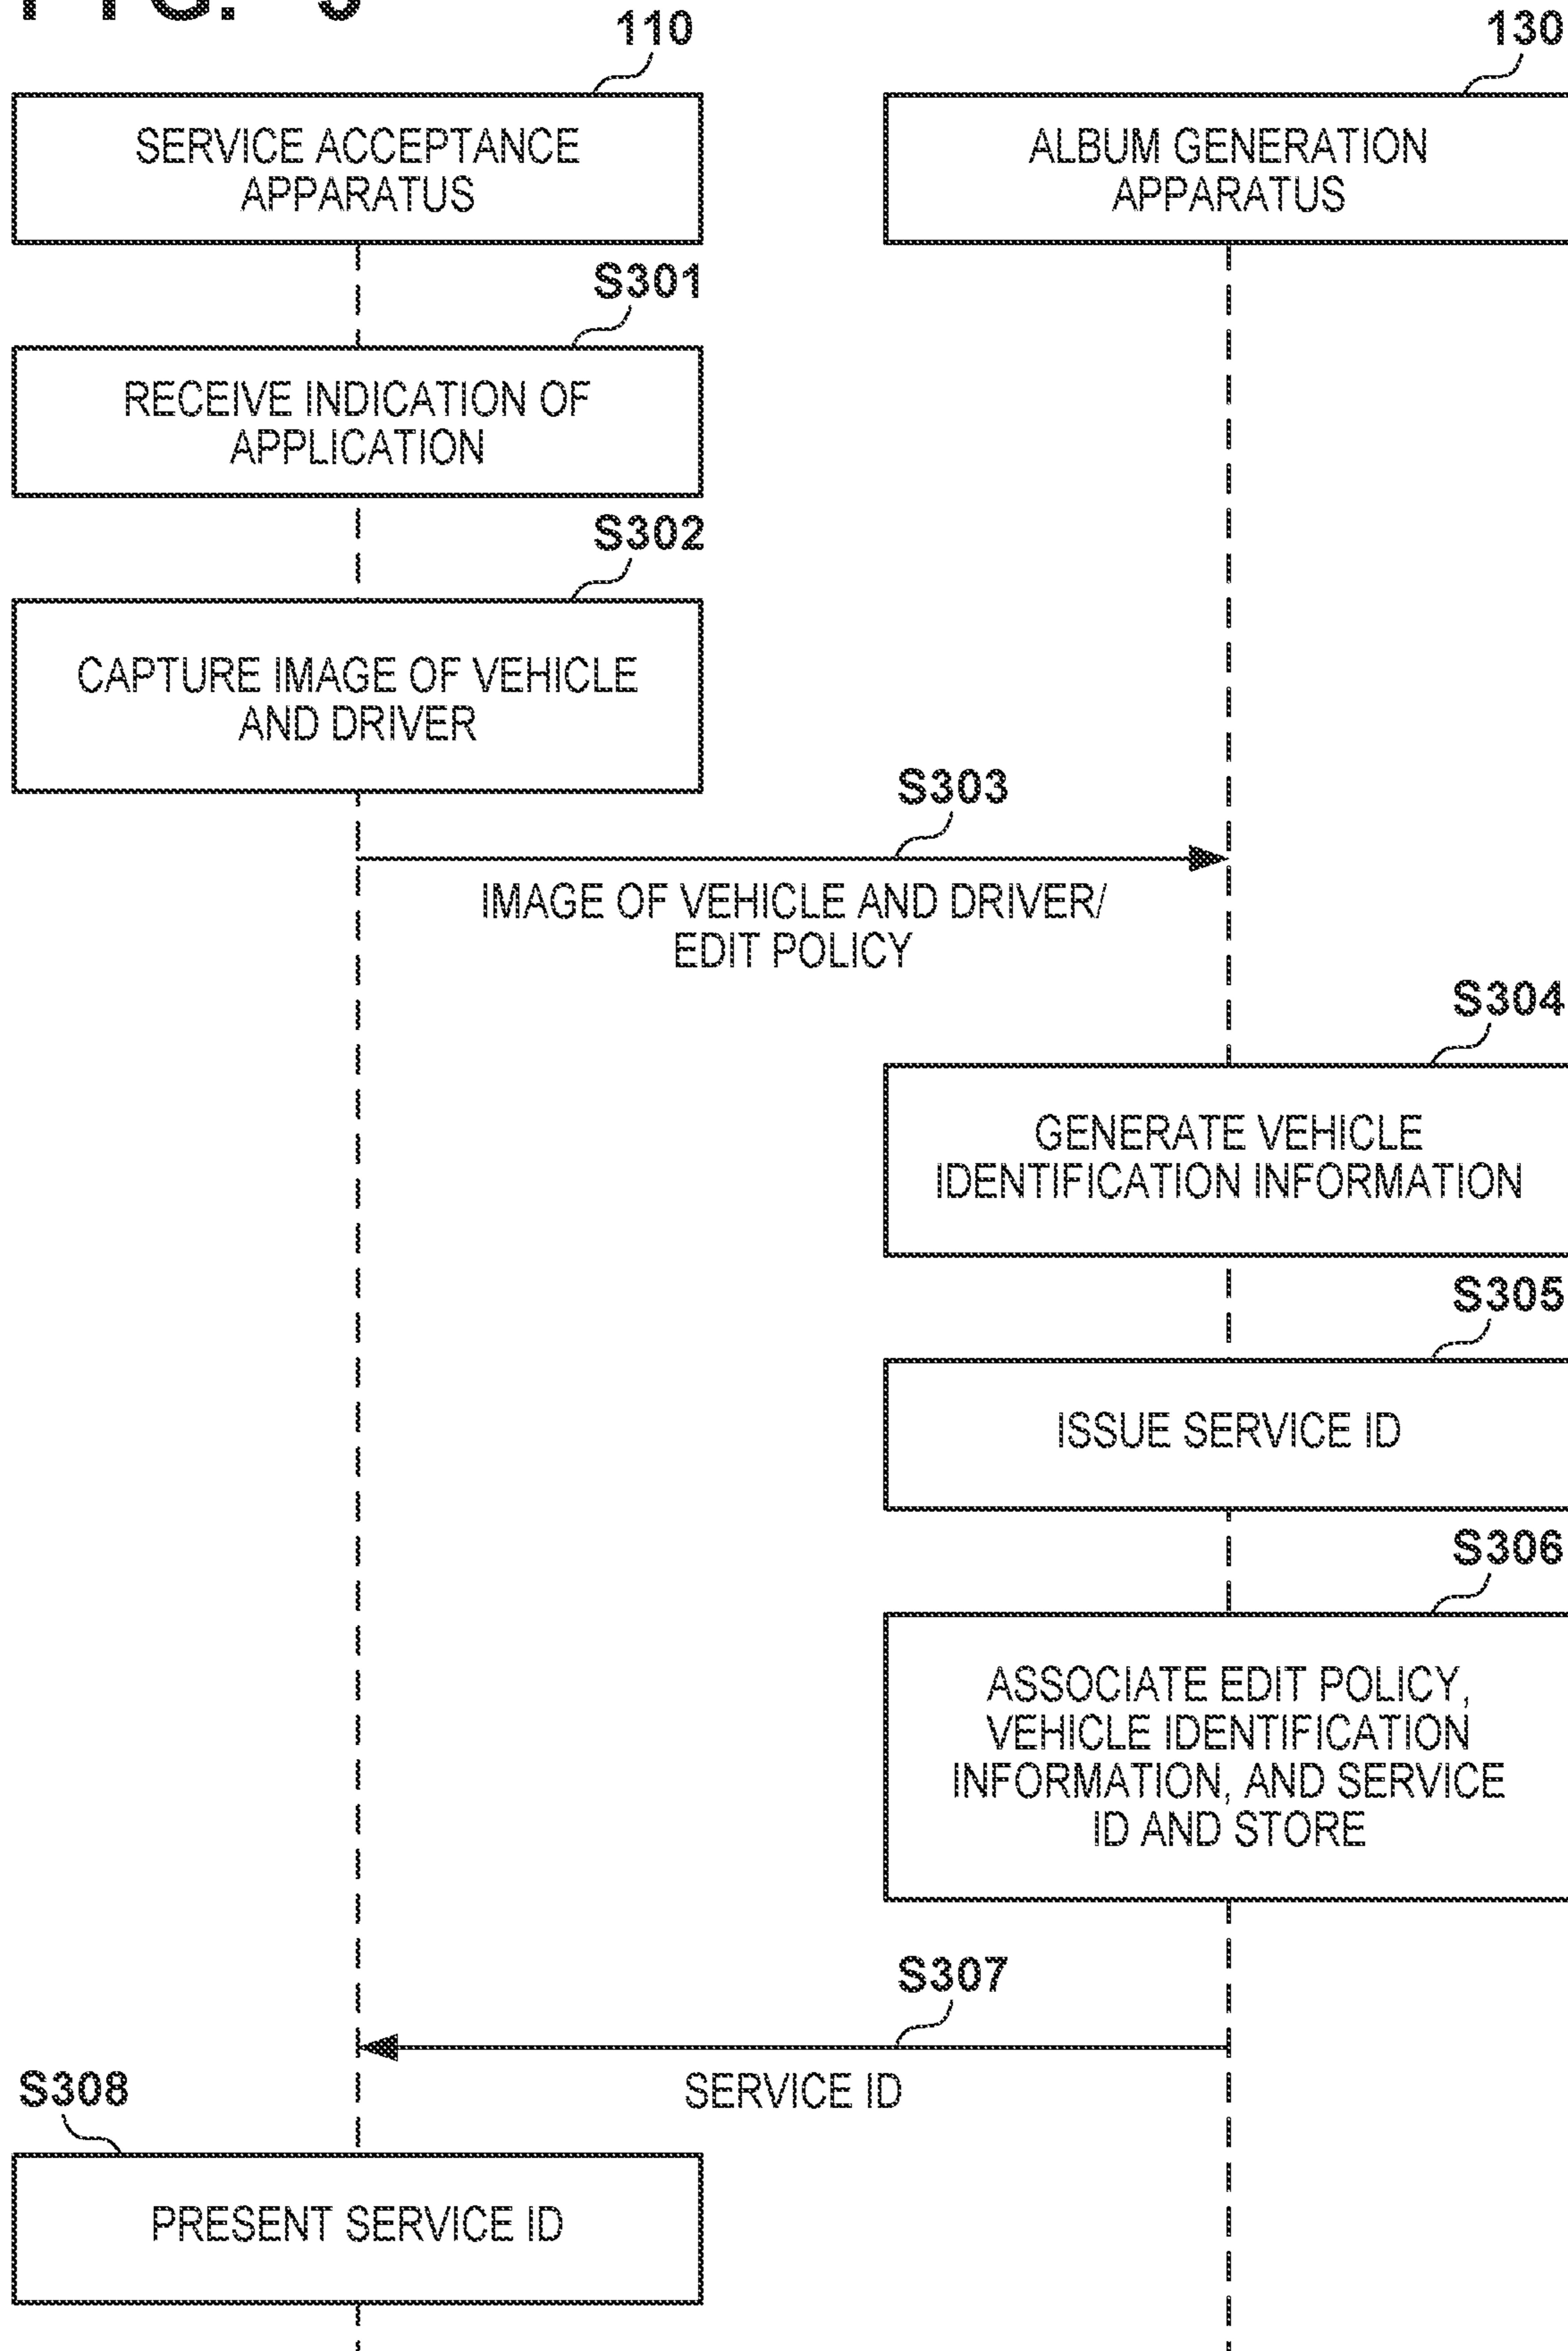 FIG. 3
110
130
SERVICE ACCEPTANCE
APPARATUS
ALBUM GENERATION
APPARATUS
S301
RECEIVE INDICATION OF
APPLICATION
S302
CAPTURE IMAGE OF VEHICLE
AND DRIVER
S303
IMAGE OF VEHICLE AND DRIVER/
EDIT POLICY
S304
GENERATE VEHICLE
IDENTIFICATION INFORMATION
S305
ISSUE SERVICE ID
S306
ASSOCIATE EDIT POLICY,
VEHICLE IDENTIFICATION
INFORMATION, AND SERVICE
ID AND STORE
S307
SERVICE ID
S308
PRESENT SERVICE ID